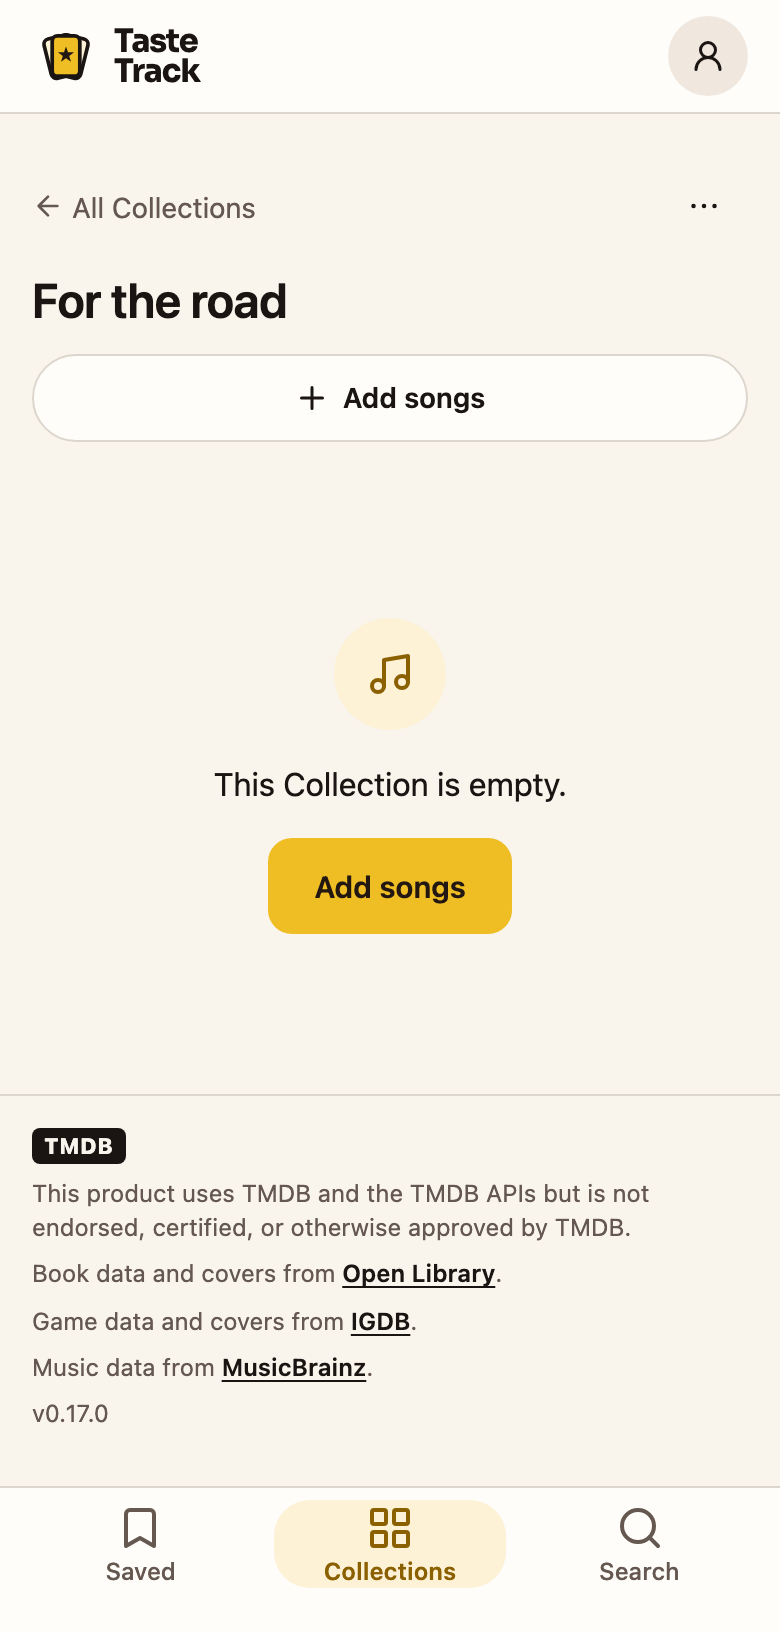 Taste
Track
All Collections
For the road
Add songs
This Collection is empty.
Add songs
TMDB
This product uses TMDB and the TMDB APIs but is not
endorsed, certified, or otherwise approved by TMDB.
Book data and covers from Open Library.
Game data and covers from IGDB.
Music data from MusicBrainz.
v0.17.0
Saved
Collections
Search